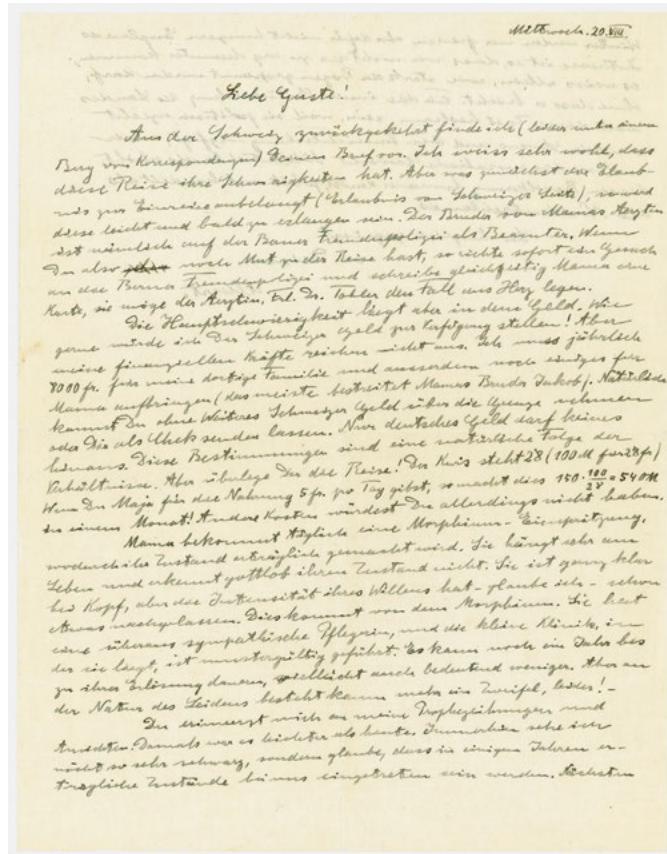 Mittwoch. 20.VIII.
Liebe Guste!
Aus der Schweiz zurückgekehrt finde ich (leider unter einem
Berg von Korrespondenzen) Deinen Brief vor. Ich weiss sehr wohl, dass
diese Reise ihre Schwierigkeiten hat. Aber was zunächst die Erlaub-
nis zur Einreise anbelangt (Erlaubnis von Schweizer Seite), so wird
diese leicht und bald zu erlangen sein. Der Bruder von Mamas Aerztin
ist nämlich auf der Berner Fremdenpolizei als Beamter. Wenn
Du also noch Mut zu der Reise hast, so richte sofort ein Gesuch
an die Berner Fremdenpolizei und schreibe gleichzeitig Mama eine
Karte, sie möge der Aerztin, Frl. Dr. Tobler den Fall ans Herz legen.
Die Hauptschwierigkeit liegt aber in dem Geld. Wie
gerne würde ich Dir Schweizer Geld zur Verfügung stellen! Aber
meine finanziellen Kräfte reichen nicht aus. Ich muss jährlich
8000 fr. für meine dortige Familie und ausserdem noch einiges für
Mama aufbringen (das meiste bestreitet Mamas Bruder Jakob). Natürlich
kannst Du ohne Weiteres Schweizer Geld über die Grenze nehmen
oder Dir als Check senden lassen. Nur deutsches Geld darf keines
hinaus. Diese Bestimmungen sind eine natürliche Folge der
Verhältnisse. Aber überlege Dir die Reise! Der Kurs steht 28 (100 M für 28 fr)
Wenn Du Maja für die Nahrung 5 fr. pro Tag gibst, so macht dies 150 · 100/28 = 540 M
in einem Monat! Andere Kosten würdest Du allerdings nicht haben.
Mama bekommt täglich eine Morphium-Einspritzung,
wodurch ihr Zustand erträglich gemacht wird. Sie hängt sehr am
Leben und erkennt gottlob ihren Zustand nicht. Sie ist ganz klar
bei Kopf, aber die Intensität ihres Willens hat - glaube ich - schon
etwas nachgelassen. Dies kommt von dem Morphium. Sie hat
eine überaus sympathische Pflegerin, und die kleine Klinik, in
der sie liegt, ist mustergültig geführt. Es kann noch ein Jahr bis
zu ihrer Erlösung dauern, vielleicht auch bedeutend weniger. Aber an
der Natur des Leidens besteht kaum mehr ein Zweifel, leider! -
Du erinnerst mich an meine Prophezeihungen und
Ansichten. Damals war es leichter als heute. Immerhin sehe ich
nicht so sehr schwarz, sondern glaube, dass in einigen Jahren er-
trägliche Zustände bei uns eingetreten sein werden. Nächsten